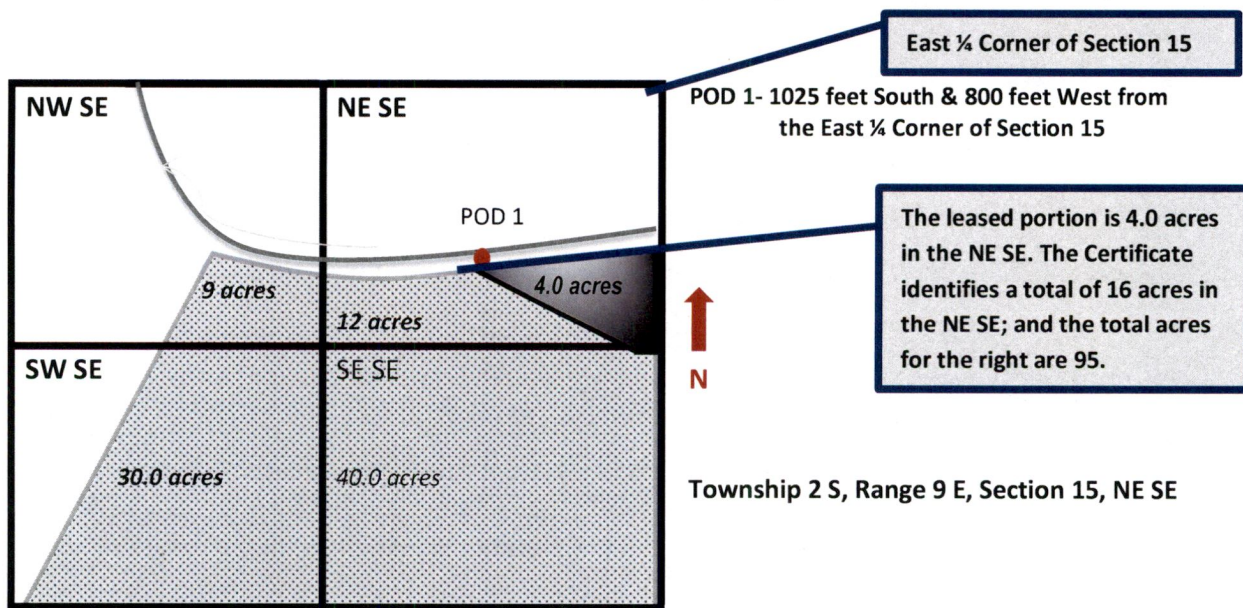 East ¼ Corner of Section 15
NW SE
NE SE
POD 1- 1025 feet South & 800 feet West from
the East ¼ Corner of Section 15
POD 1
The leased portion is 4.0 acres
in the NE SE. The Certificate
identifies a total of 16 acres in
the NE SE; and the total acres
for the right are 95.
9 acres
4.0 acres
12 acres
N
SW SE
SE SE
30.0 acres
40.0 acres
Township 2 S, Range 9 E, Section 15, NE SE